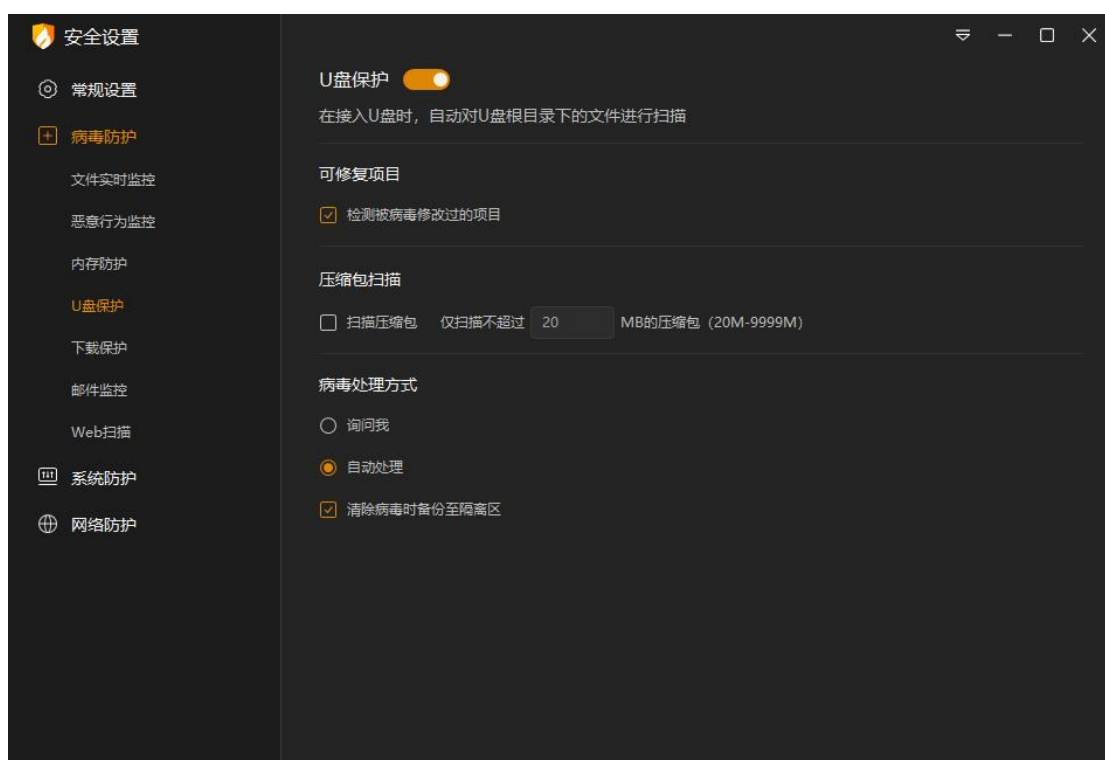 安全设置
常规设置
病毒防护
文件实时监控
恶意行为监控
内存防护
U盘保护
下载保护
邮件监控
Web扫描
系统防护
网络防护
U盘保护
在接入U盘时，自动对U盘根目录下的文件进行扫描
可修复项目
检测被病毒修改过的项目
压缩包扫描
扫描压缩包 仅扫描不超过 20 MB的压缩包（20M-9999M）
病毒处理方式
询问我
自动处理
清除病毒时备份至隔离区